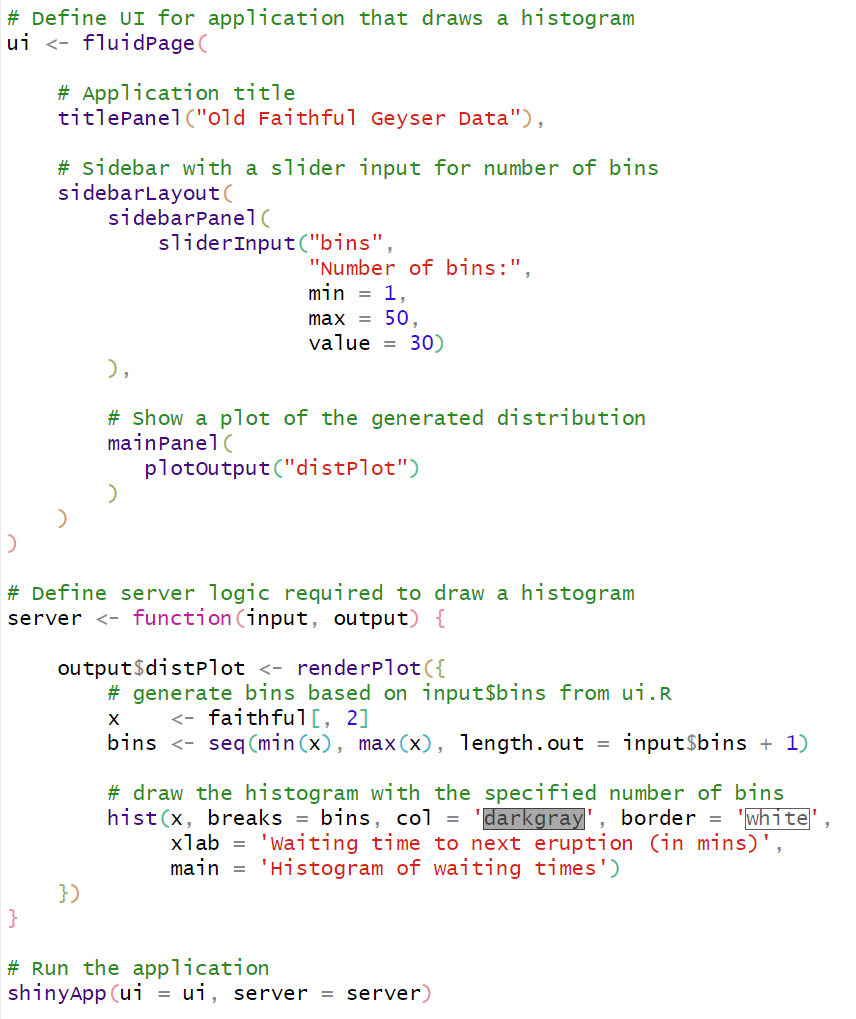 # Define UI for application that draws a histogram
ui <- fluidPage(

    # Application title
    titlePanel("Old Faithful Geyser Data"),

    # Sidebar with a slider input for number of bins
    sidebarLayout(
        sidebarPanel(
            sliderInput("bins",
                        "Number of bins:",
                        min = 1,
                        max = 50,
                        value = 30)
        ),

        # Show a plot of the generated distribution
        mainPanel(
           plotOutput("distPlot")
        )
    )
)

# Define server logic required to draw a histogram
server <- function(input, output) {

    output$distPlot <- renderPlot({
        # generate bins based on input$bins from ui.R
        x    <- faithful[, 2]
        bins <- seq(min(x), max(x), length.out = input$bins + 1)

        # draw the histogram with the specified number of bins
        hist(x, breaks = bins, col = 'darkgray', border = 'white',
             xlab = 'Waiting time to next eruption (in mins)',
             main = 'Histogram of waiting times')
    })
}

# Run the application
shinyApp(ui = ui, server = server)